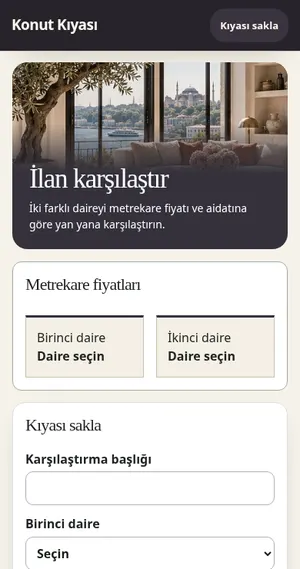 Konut Kıyası
Kıyası sakla
İlan karşılaştır
İki farklı daireyi metrekare fiyatı ve aidatına
göre yan yana karşılaştırın.
Metrekare fiyatları
Birinci daire
Daire seçin
İkinci daire
Daire seçin
Kıyası sakla
Karşılaştırma başlığı
Birinci daire
Seçin